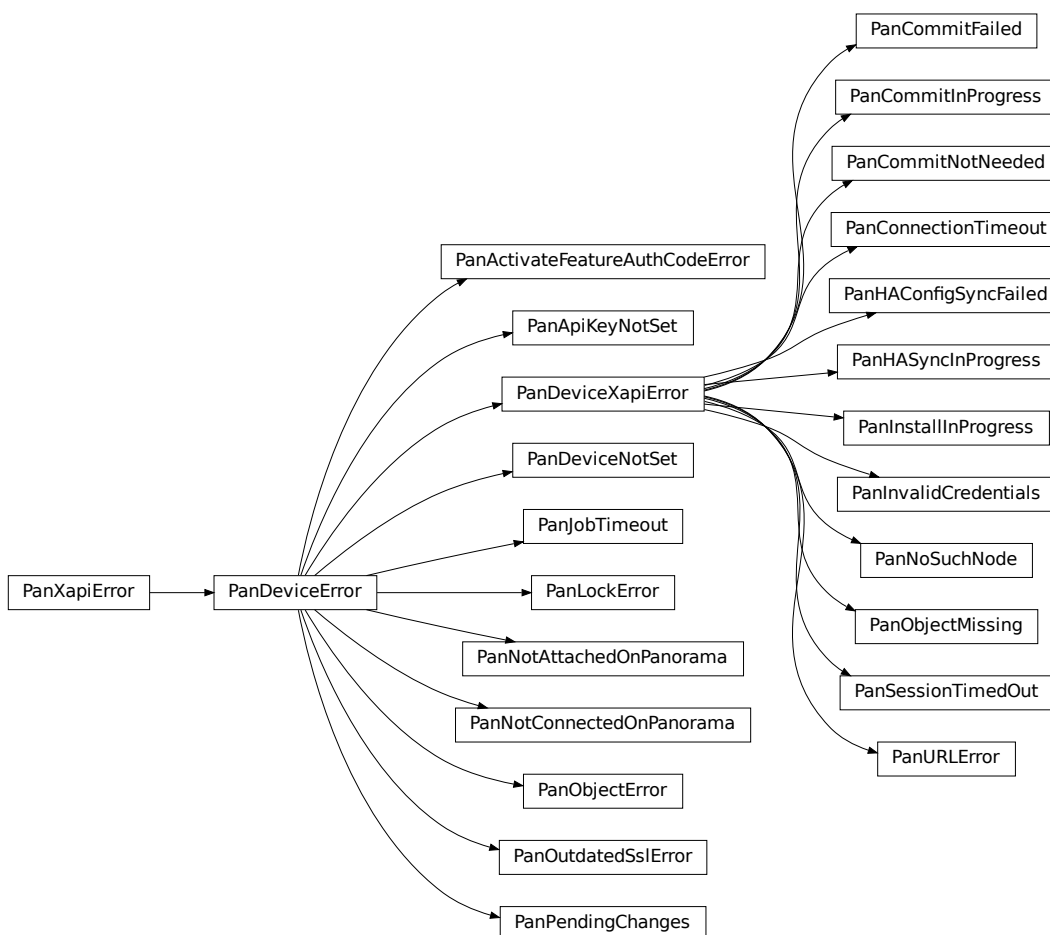 PanCommitFailed
PanCommitInProgress
PanCommitNotNeeded
PanConnectionTimeout
PanActivateFeatureAuthCodeError
PanHAConfigSyncFailed
PanApiKeyNotSet
PanHASyncInProgress
PanDeviceXapiError
PanInstallInProgress
PanDeviceNotSet
PanInvalidCredentials
PanJobTimeout
PanNoSuchNode
PanXapiError
PanDeviceError
PanLockError
PanObjectMissing
PanNotAttachedOnPanorama
PanSessionTimedOut
PanNotConnectedOnPanorama
PanURLError
PanObjectError
PanOutdatedSslError
PanPendingChanges